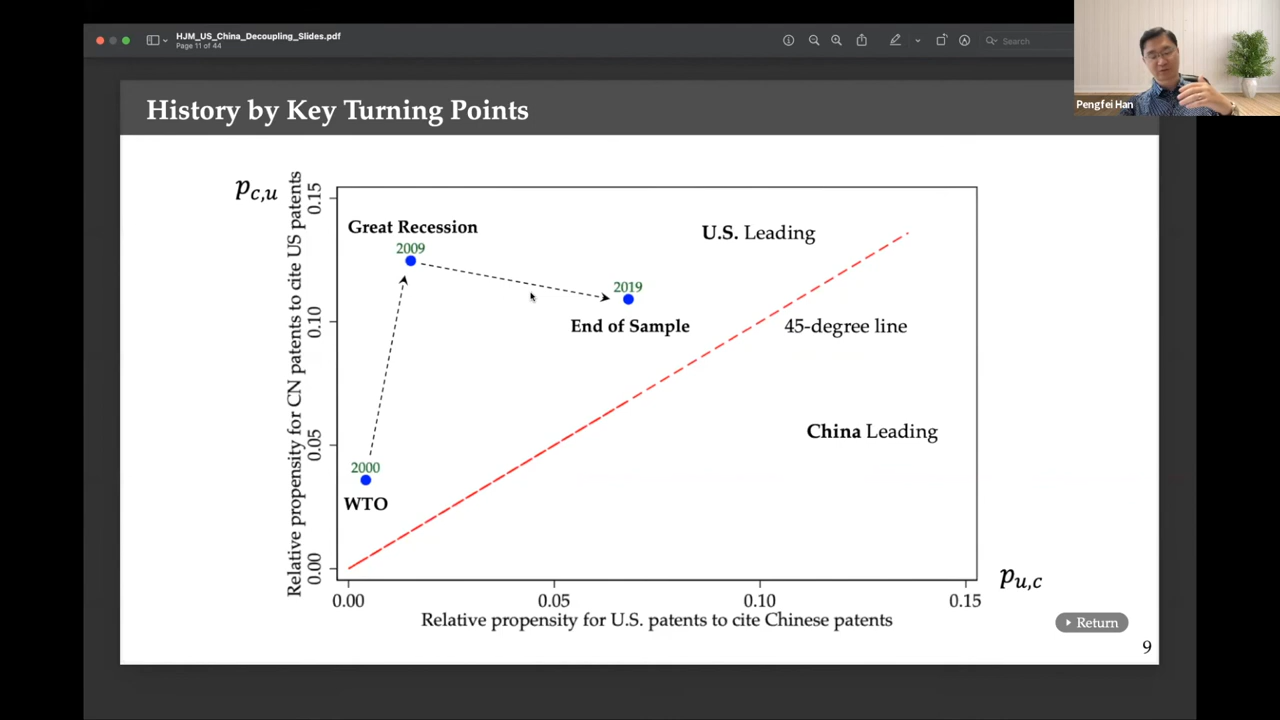 HJM_US_China_Decoupling_Slides.pdf
Page 11 of 44
Search
Pengfei Han
History by Key Turning Points
p_{c,u}
Relative propensity for CN patents to cite US patents
0.15
0.10
0.05
0.00
Great Recession
2009
U.S. Leading
2019
End of Sample
45-degree line
China Leading
2000
WTO
0.00
0.05
0.10
0.15
p_{u,c}
Relative propensity for U.S. patents to cite Chinese patents
Return
9